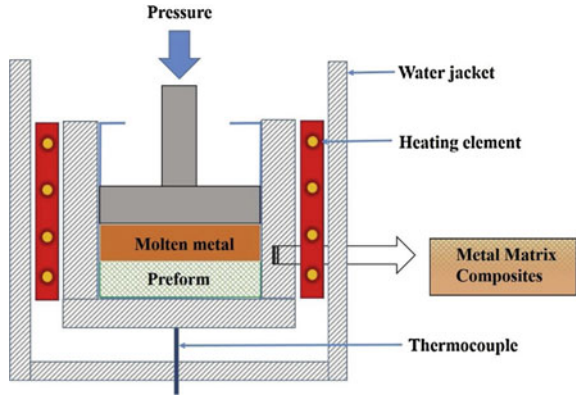 Pressure
Water jacket
Heating element
Molten metal
Preform
Metal Matrix
Composites
Thermocouple